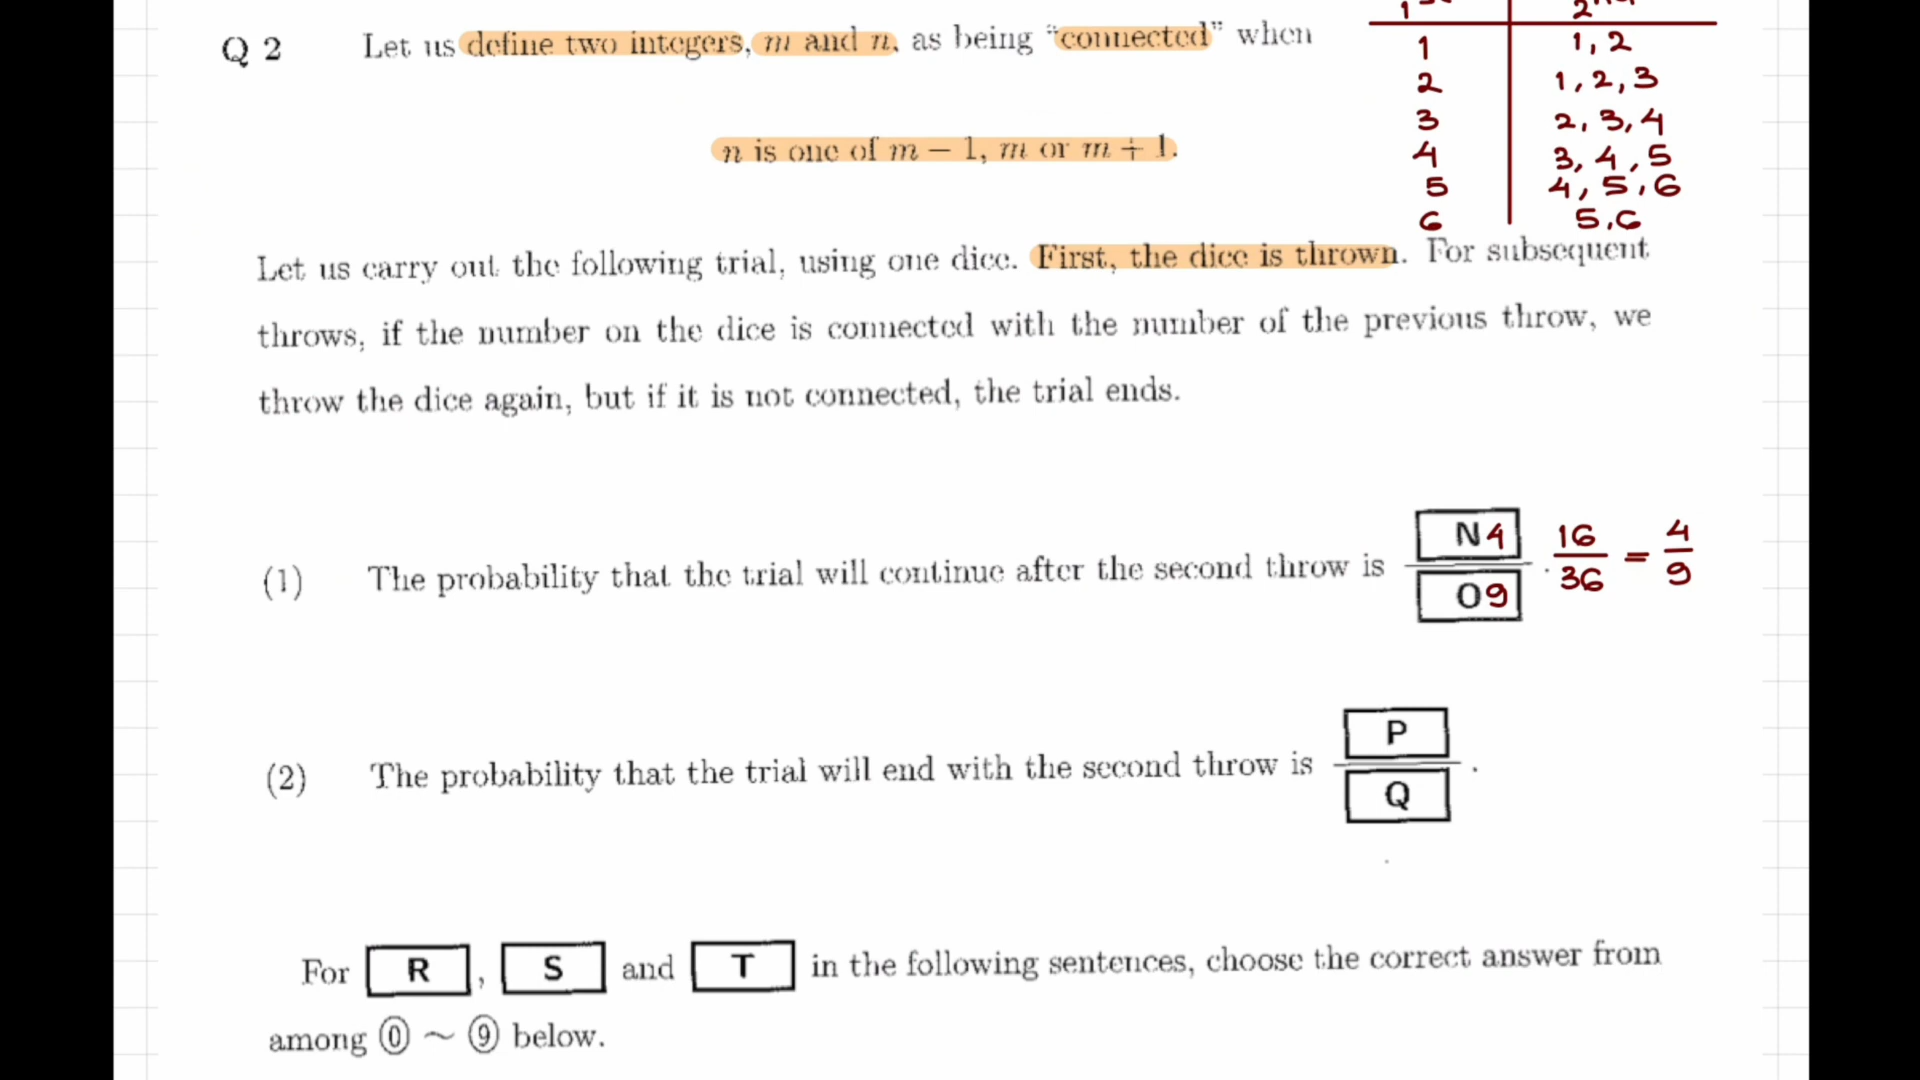 Q 2 Let us define two integers, m and n, as being "connected" when
n is one of m − 1, m or m + 1.
1 1, 2
2 1, 2, 3
3 2, 3, 4
4 3, 4, 5
5 4, 5, 6
6 5, 6
Let us carry out the following trial, using one dice. First, the dice is thrown. For subsequent
throws, if the number on the dice is connected with the number of the previous throw, we
throw the dice again, but if it is not connected, the trial ends.
(1) The probability that the trial will continue after the second throw is N4/O9. 16/36 = 4/9
(2) The probability that the trial will end with the second throw is P/Q.
For R, S and T in the following sentences, choose the correct answer from
among ⓪ ~ ⑨ below.